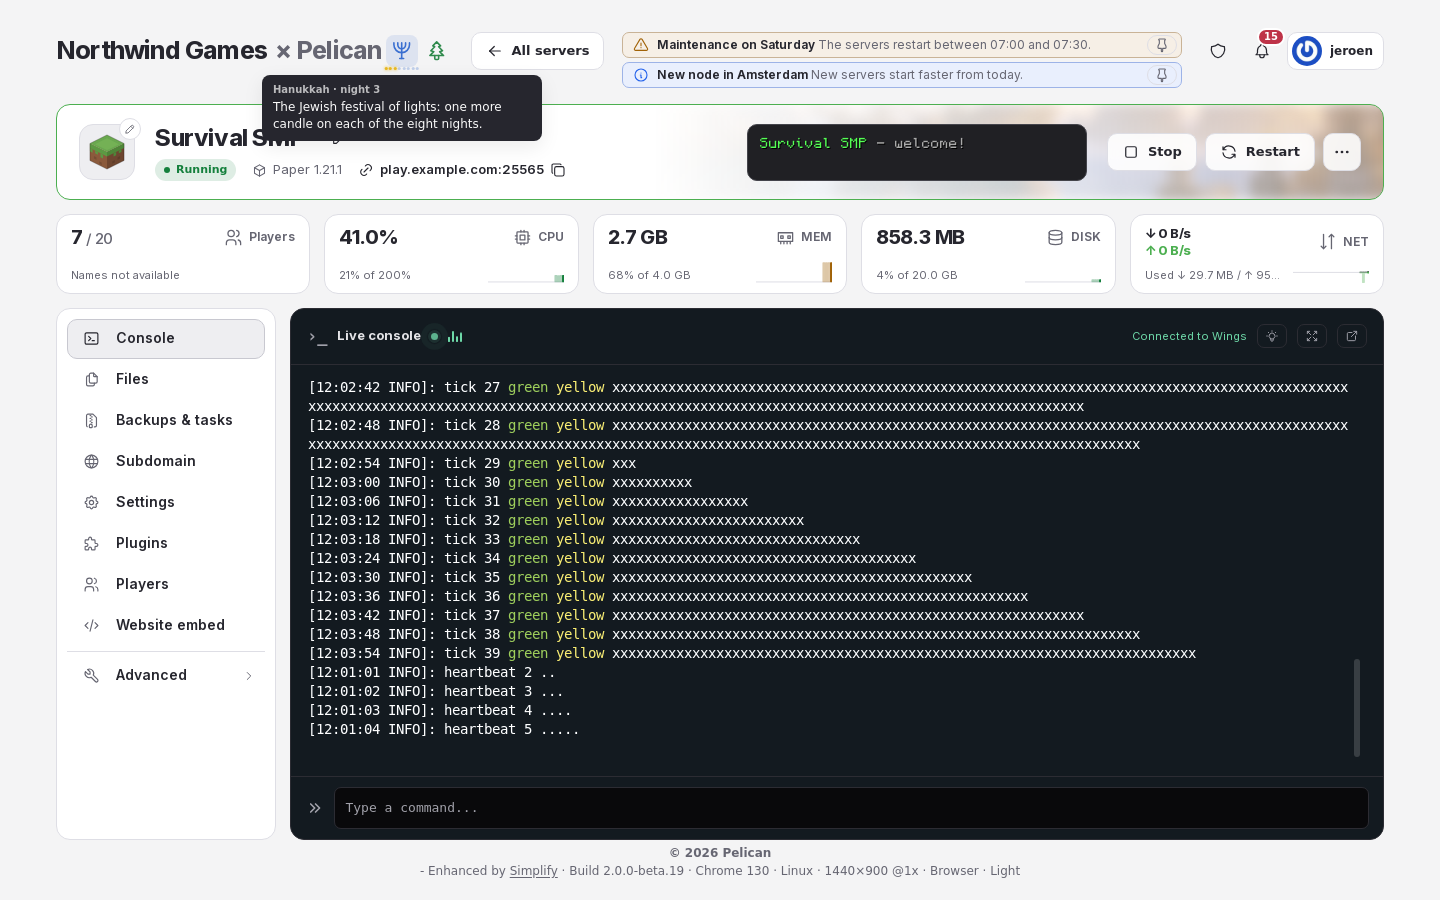 Northwind Games × Pelican
All servers
Maintenance on Saturday The servers restart between 07:00 and 07:30.
New node in Amsterdam New servers start faster from today.
15
jeroen
Hanukkah · night 3
The Jewish festival of lights: one more
candle on each of the eight nights.
Survival SMP
Running
Paper 1.21.1
play.example.com:25565
Survival SMP – welcome!
Stop
Restart
7 / 20
Players
Names not available
41.0%
CPU
21% of 200%
2.7 GB
MEM
68% of 4.0 GB
858.3 MB
DISK
4% of 20.0 GB
↓ 0 B/s
↑ 0 B/s
NET
Used ↓ 29.7 MB / ↑ 95...
Console
Files
Backups & tasks
Subdomain
Settings
Plugins
Players
Website embed
Advanced
Live console
Connected to Wings
[12:02:42 INFO]: tick 27 green yellow xxxxxxxxxxxxxxxxxxxxxxxxxxxxxxxxxxxxxxxxxxxxxxxxxxxxxxxxxxxxxxxxxxxxxxxxxxxxxxxxxxxxxxxxxxxx
xxxxxxxxxxxxxxxxxxxxxxxxxxxxxxxxxxxxxxxxxxxxxxxxxxxxxxxxxxxxxxxxxxxxxxxxxxxxxxxxxxxxxxxxxxxxxxxxx
[12:02:48 INFO]: tick 28 green yellow xxxxxxxxxxxxxxxxxxxxxxxxxxxxxxxxxxxxxxxxxxxxxxxxxxxxxxxxxxxxxxxxxxxxxxxxxxxxxxxxxxxxxxxxxxxx
xxxxxxxxxxxxxxxxxxxxxxxxxxxxxxxxxxxxxxxxxxxxxxxxxxxxxxxxxxxxxxxxxxxxxxxxxxxxxxxxxxxxxxxxxxxxxxxxxxxxxxxx
[12:02:54 INFO]: tick 29 green yellow xxx
[12:03:00 INFO]: tick 30 green yellow xxxxxxxxxx
[12:03:06 INFO]: tick 31 green yellow xxxxxxxxxxxxxxxxx
[12:03:12 INFO]: tick 32 green yellow xxxxxxxxxxxxxxxxxxxxxxxx
[12:03:18 INFO]: tick 33 green yellow xxxxxxxxxxxxxxxxxxxxxxxxxxxxxxx
[12:03:24 INFO]: tick 34 green yellow xxxxxxxxxxxxxxxxxxxxxxxxxxxxxxxxxxxxxx
[12:03:30 INFO]: tick 35 green yellow xxxxxxxxxxxxxxxxxxxxxxxxxxxxxxxxxxxxxxxxxxxxx
[12:03:36 INFO]: tick 36 green yellow xxxxxxxxxxxxxxxxxxxxxxxxxxxxxxxxxxxxxxxxxxxxxxxxxxxx
[12:03:42 INFO]: tick 37 green yellow xxxxxxxxxxxxxxxxxxxxxxxxxxxxxxxxxxxxxxxxxxxxxxxxxxxxxxxxxxx
[12:03:48 INFO]: tick 38 green yellow xxxxxxxxxxxxxxxxxxxxxxxxxxxxxxxxxxxxxxxxxxxxxxxxxxxxxxxxxxxxxxxxxx
[12:03:54 INFO]: tick 39 green yellow xxxxxxxxxxxxxxxxxxxxxxxxxxxxxxxxxxxxxxxxxxxxxxxxxxxxxxxxxxxxxxxxxxxxxxxxx
[12:01:01 INFO]: heartbeat 2 ..
[12:01:02 INFO]: heartbeat 3 ...
[12:01:03 INFO]: heartbeat 4 ....
[12:01:04 INFO]: heartbeat 5 .....
Type a command...
© 2026 Pelican
- Enhanced by Simplify · Build 2.0.0-beta.19 · Chrome 130 · Linux · 1440×900 @1x · Browser · Light